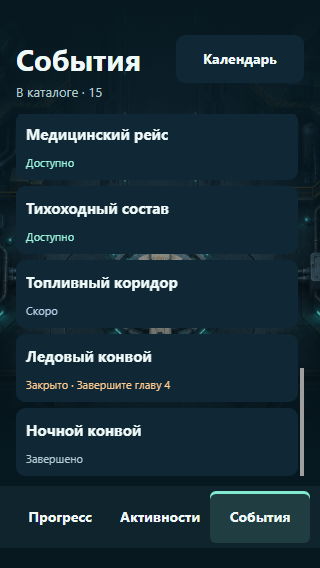 События
Календарь
В каталоге · 15
Медицинский рейс
Доступно
Тихоходный состав
Доступно
Топливный коридор
Скоро
Ледовый конвой
Закрыто · Завершите главу 4
Ночной конвой
Завершено
Прогресс
Активности
События